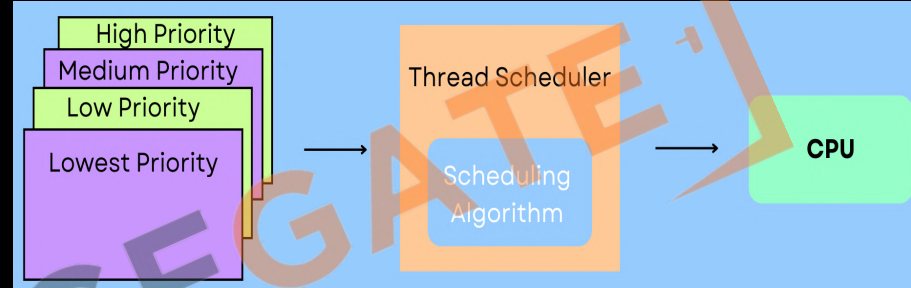 High Priority
Medium Priority
Low Priority
Lowest Priority
Thread Scheduler
Scheduling
Algorithm
CPU